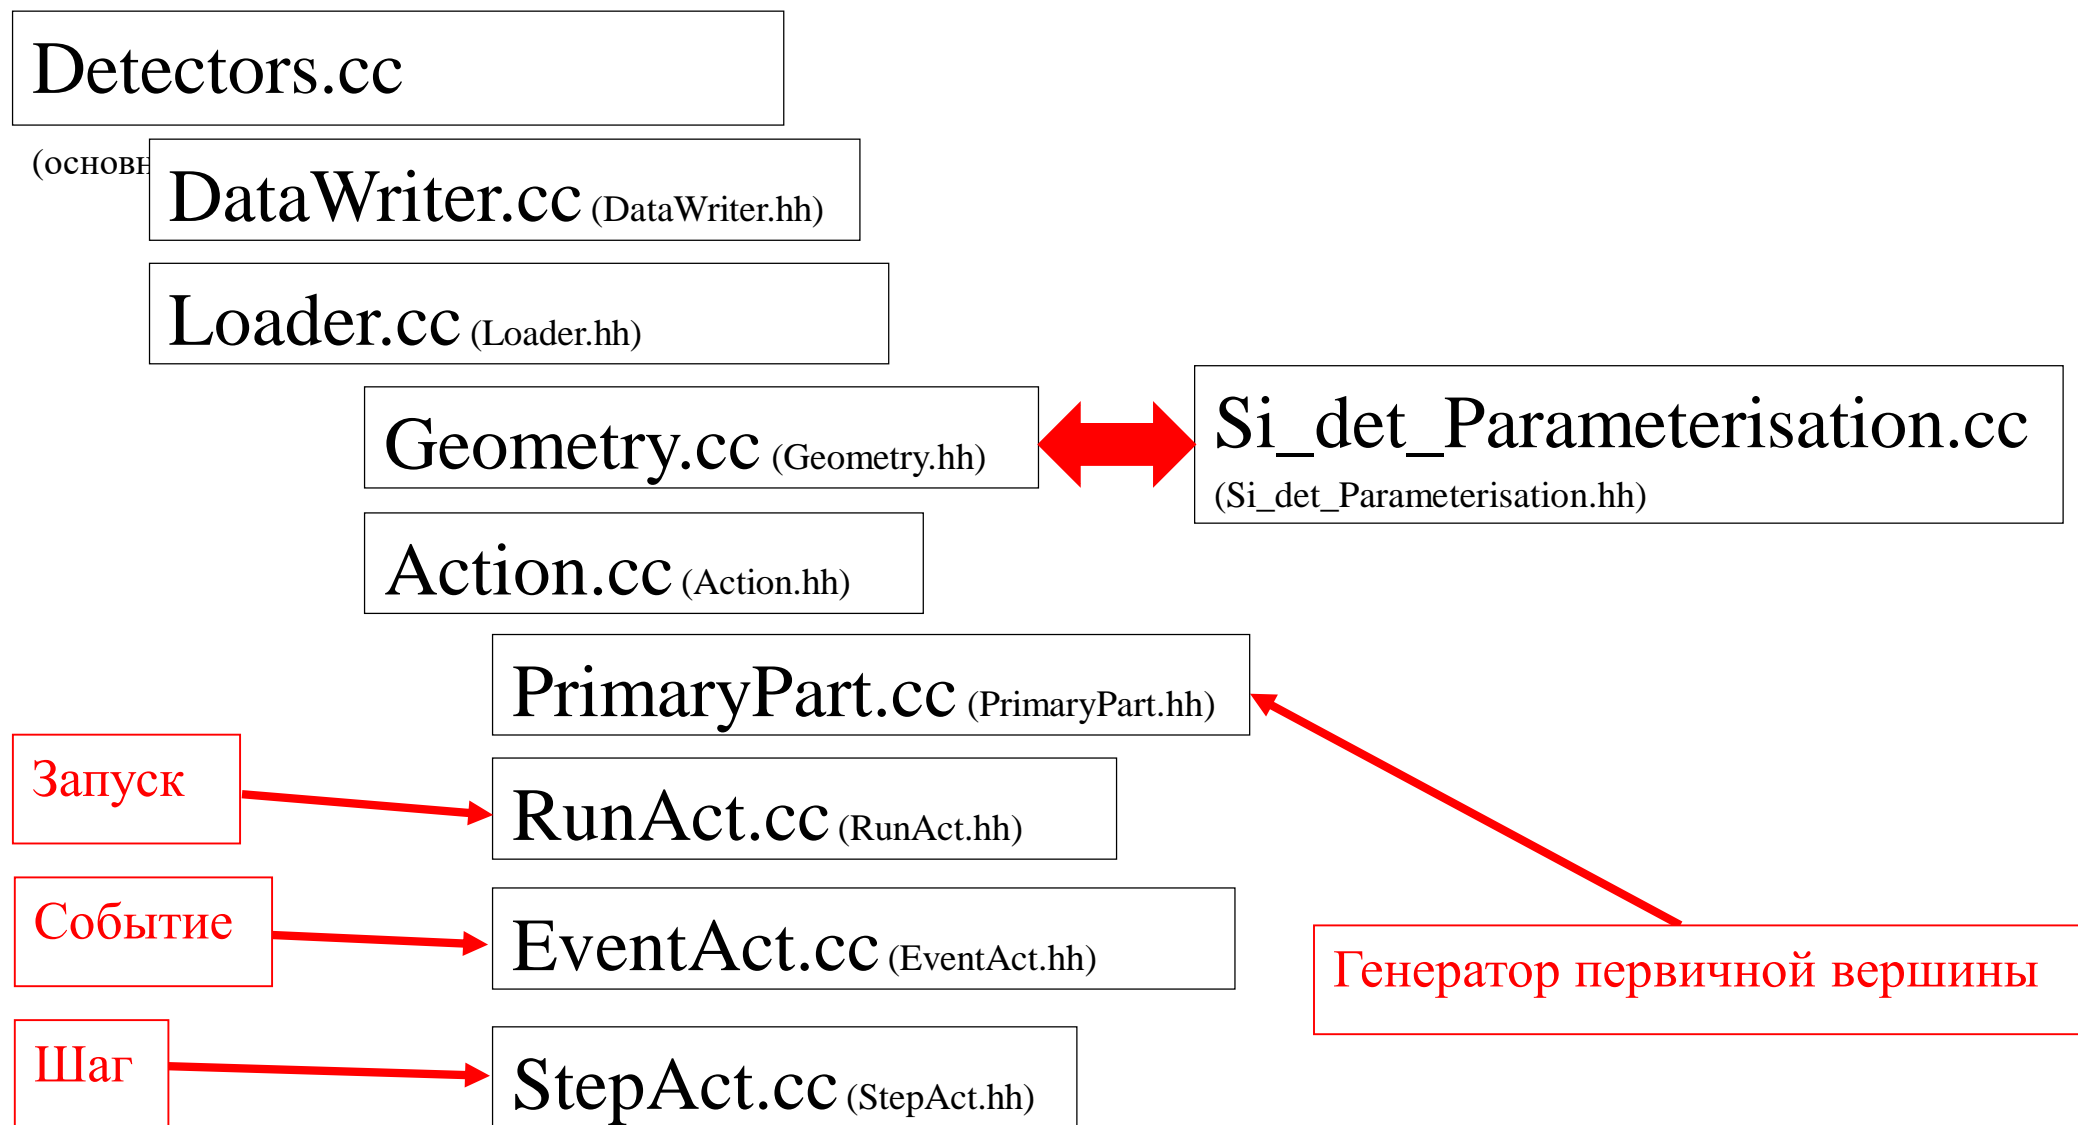 Detectors.cc
DataWriter.cc (DataWriter.hh)
Loader.cc (Loader.hh)
Geometry.cc (Geometry.hh)
Si_det_Parameterisation.cc
(Si_det_Parameterisation.hh)
Action.cc (Action.hh)
PrimaryPart.cc (PrimaryPart.hh)
Запуск
RunAct.cc (RunAct.hh)
Событие
EventAct.cc (EventAct.hh)
Генератор первичной вершины
Шаг
StepAct.cc (StepAct.hh)